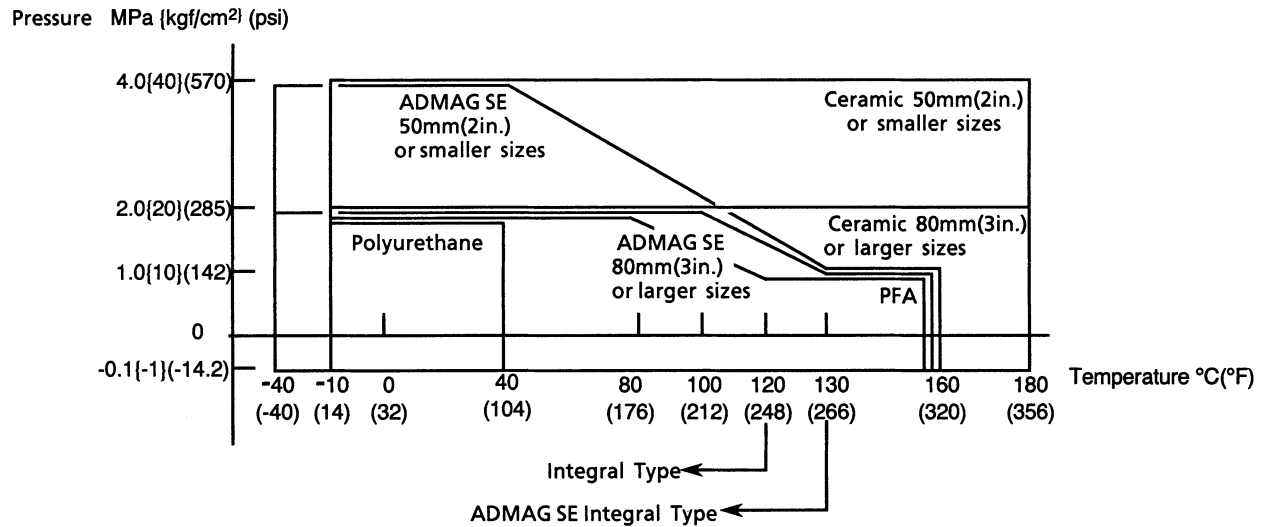 Pressure MPa {kgf/cm2} (psi)
4.0{40}(570)
ADMAG SE
50mm(2in.)
or smaller sizes
Ceramic 50mm(2in.)
or smaller sizes
2.0{20}(285)
Polyurethane
ADMAG SE
80mm(3in.)
or larger sizes
Ceramic 80mm(3in.)
or larger sizes
1.0{10}(142)
PFA
0
-0.1{-1}(-14.2)
-40 -10 0 40 80 100 120 130 160 180
(-40) (14) (32) (104) (176) (212) (248) (266) (320) (356)
Temperature °C(°F)
Integral Type
ADMAG SE Integral Type